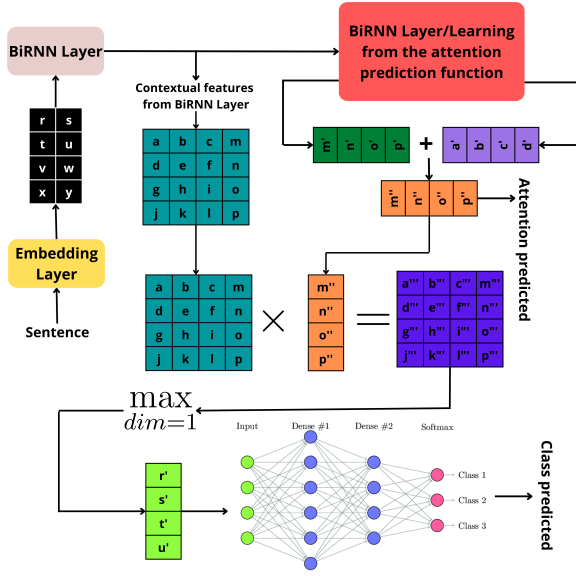 BiRNN Layer
BiRNN Layer/Learning
from the attention
prediction function
Contextual features
from BiRNN Layer
r s
t u
v w
x y
a b c m
d e f n
g h i o
j k l p
m' n' o' p'
+
a' b' c' d'
m'' n'' o'' p''
Attention predicted
Embedding
Layer
Sentence
a b c m
d e f n
g h i o
j k l p
×
m''
n''
o''
p''
=
a''' b''' c''' m'''
d''' e''' f''' n'''
g''' h''' i''' o'''
j''' k''' l''' p'''
max
dim=1
Input Dense #1 Dense #2 Softmax
r'
s'
t'
u'
Class 1
Class 2
Class 3
Class predicted